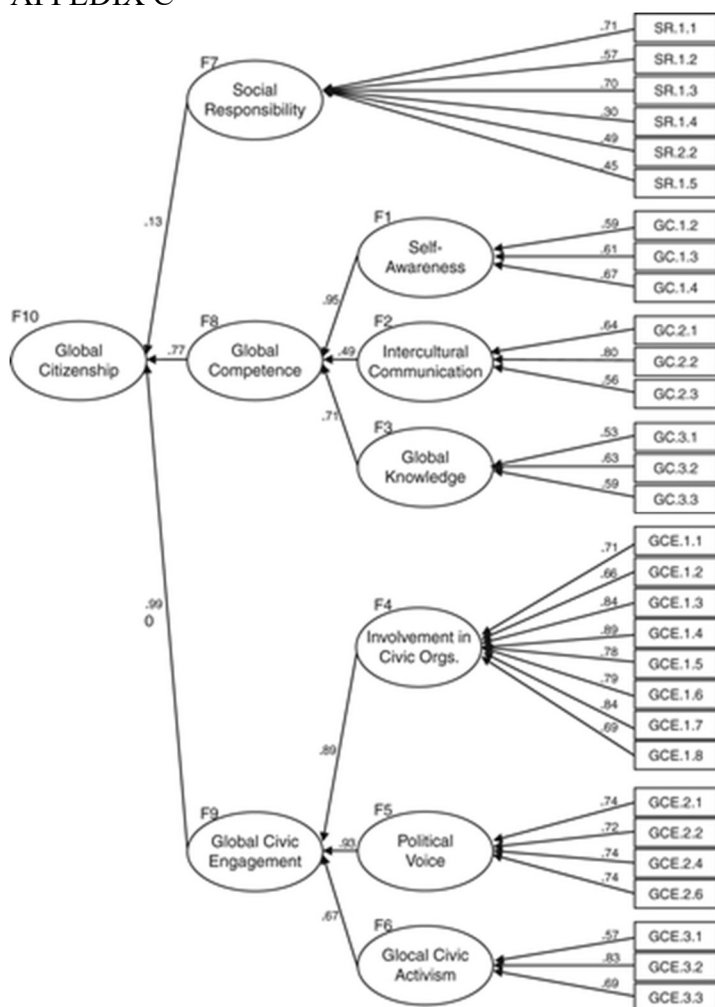 APPEDIX C
F7
Social
Responsibility
.71
SR.1.1
.57
SR.1.2
.70
SR.1.3
.30
SR.1.4
.49
SR.2.2
.45
SR.1.5
.13
F1
Self-
Awareness
.59
GC.1.2
.61
GC.1.3
.67
GC.1.4
.95
F10
Global
Citizenship
.77
F8
Global
Competence
.49
F2
Intercultural
Communication
.64
GC.2.1
.80
GC.2.2
.56
GC.2.3
.71
F3
Global
Knowledge
.53
GC.3.1
.63
GC.3.2
.59
GC.3.3
.99
0
F4
Involvement in
Civic Orgs.
.71
GCE.1.1
.66
GCE.1.2
.84
GCE.1.3
.89
GCE.1.4
.78
GCE.1.5
.79
GCE.1.6
.84
GCE.1.7
.69
GCE.1.8
.89
F9
Global Civic
Engagement
.93
F5
Political
Voice
.74
GCE.2.1
.72
GCE.2.2
.74
GCE.2.4
.74
GCE.2.6
.67
F6
Glocal Civic
Activism
.57
GCE.3.1
.83
GCE.3.2
.69
GCE.3.3